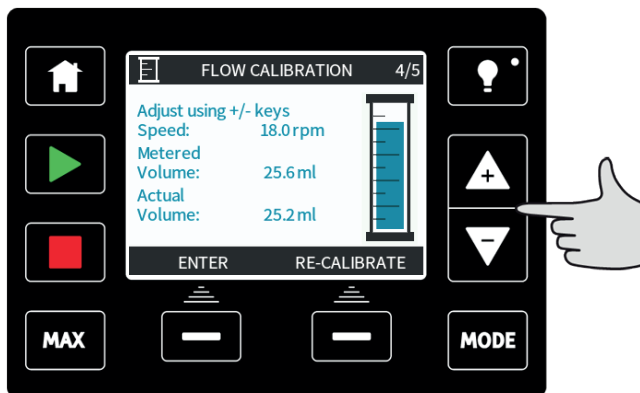 FLOW CALIBRATION 4/5
Adjust using +/- keys
Speed: 18.0 rpm
Metered
Volume: 25.6 ml
Actual
Volume: 25.2 ml
ENTER RE-CALIBRATE
+
−
MAX
MODE